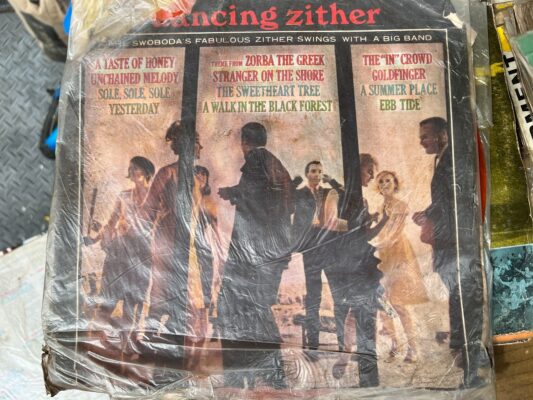 dancing zither
SWOBODA'S FABULOUS ZITHER SWINGS WITH A BIG BAND
A TASTE OF HONEY
UNCHAINED MELODY
SOLE, SOLE, SOLE
YESTERDAY
THEME FROM ZORBA THE GREEK
STRANGER ON THE SHORE
THE SWEETHEART TREE
A WALK IN THE BLACK FOREST
THE "IN" CROWD
GOLDFINGER
A SUMMER PLACE
EBB TIDE
MENT